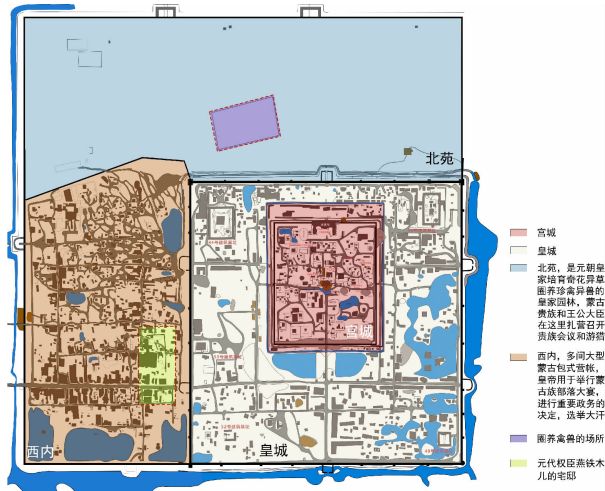 北苑
宫城
西内
皇城
宫城
皇城
北苑，是元朝皇
家培育奇花异草
圈养珍禽异兽的
皇家园林，蒙古
贵族和王公大臣
在这里扎营召开
贵族会议和游猎
西内，多间大型
蒙古包式营帐，
皇帝用于举行蒙
古族部落大宴，
进行重要政务的
决定，选举大汗
圈养禽兽的场所
元代权臣燕铁木
儿的宅邸